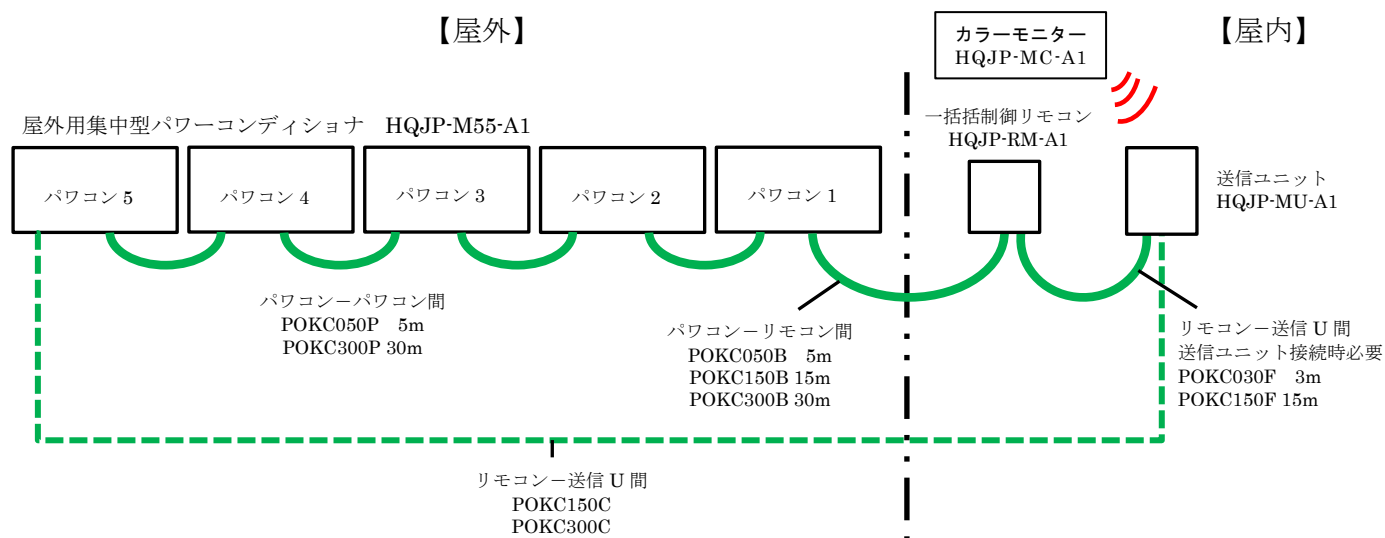 【屋外】
【屋内】
カラーモニター
HQJP-MC-A1
屋外用集中型パワーコンディショナ HQJP-M55-A1
一括括制御リモコン
HQJP-RM-A1
パワコン 5
パワコン 4
パワコン 3
パワコン 2
パワコン 1
送信ユニット
HQJP-MU-A1
パワコン－パワコン間
POKC050P 5m
POKC300P 30m
パワコン－リモコン間
POKC050B 5m
POKC150B 15m
POKC300B 30m
リモコン－送信 U 間
送信ユニット接続時必要
POKC030F 3m
POKC150F 15m
リモコン－送信 U 間
POKC150C
POKC300C